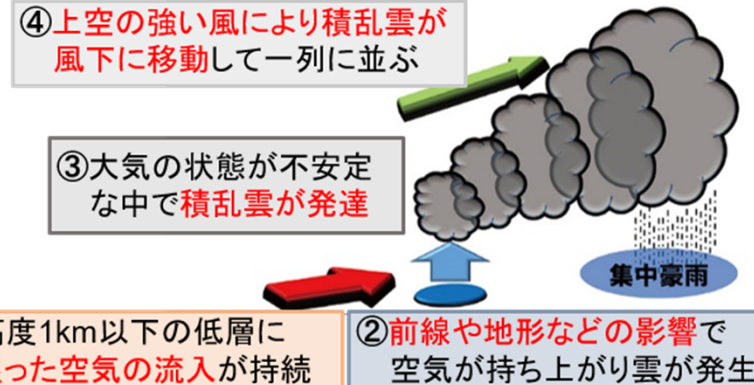 ④上空の強い風により積乱雲が
風下に移動して一列に並ぶ
③大気の状態が不安定
な中で積乱雲が発達
集中豪雨
高度1km以下の低層に
った空気の流入が持続
②前線や地形などの影響で
空気が持ち上がり雲が発生